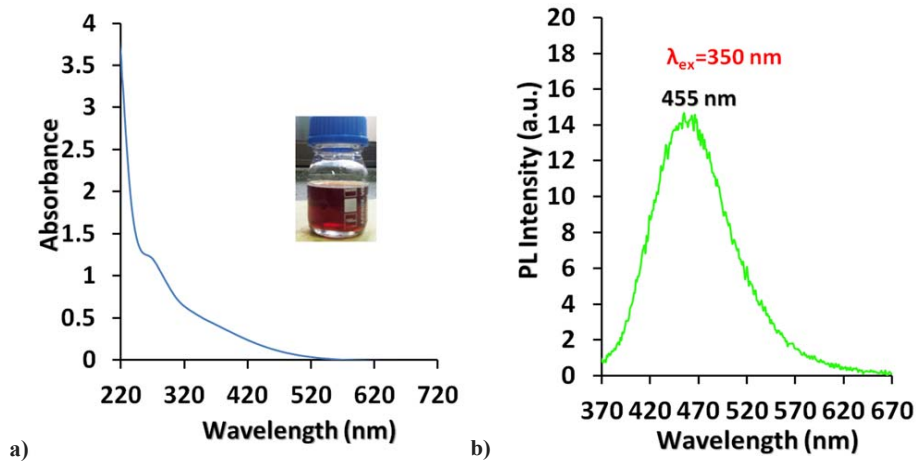 4
3.5
3
2.5
2
1.5
1
0.5
0
220 320 420 520 620 720
Absorbance
Wavelength (nm)
a)
20
18
16
14
12
10
8
6
4
2
0
370 420 470 520 570 620 670
PL Intensity (a.u.)
Wavelength (nm)
λex=350 nm
455 nm
b)